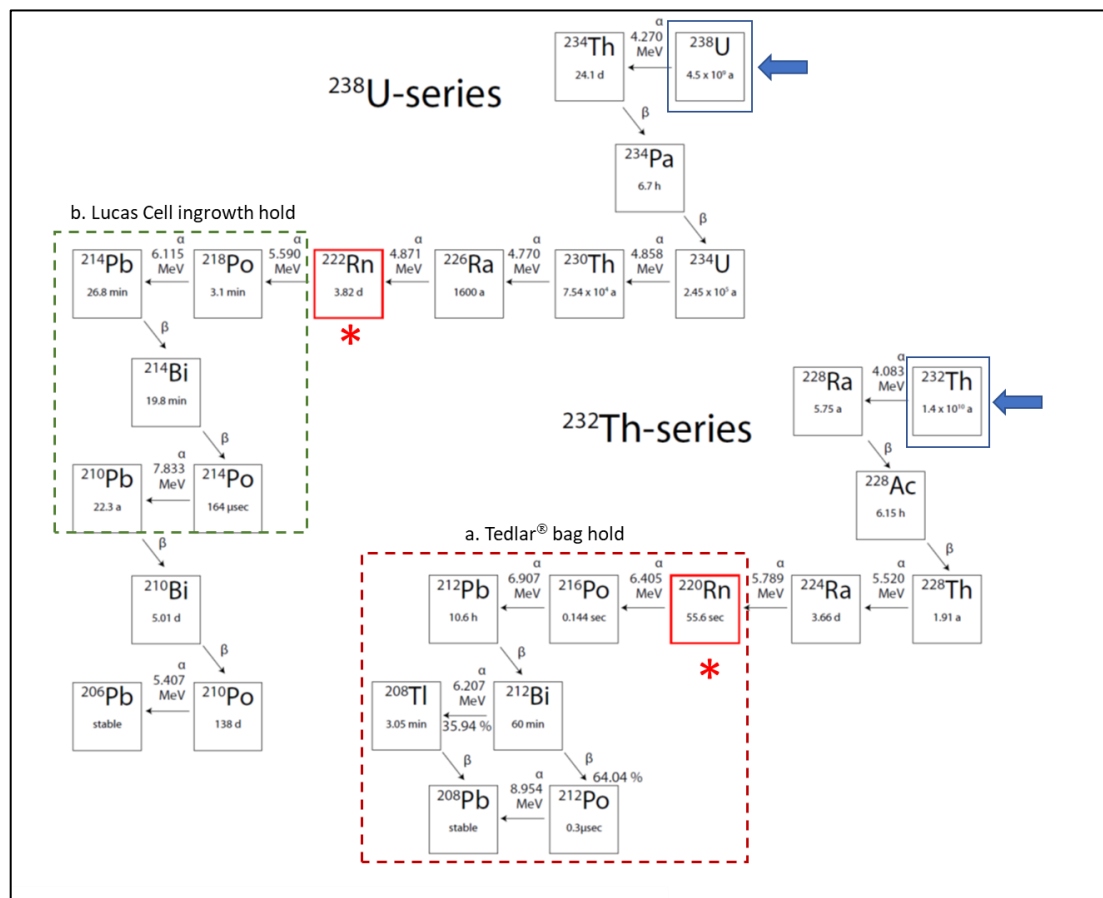 α
²³⁴Th 4.270 ²³⁸U
MeV
24.1 d 4.5 x 10⁹ a
²³⁸U-series
β
²³⁴Pa
6.7 h
b. Lucas Cell ingrowth hold
β
α α α α α
²¹⁴Pb 6.115 ²¹⁸Po 5.590 ²²²Rn 4.871 ²²⁶Ra 4.770 ²³⁰Th 4.858 ²³⁴U
MeV MeV MeV MeV MeV
26.8 min 3.1 min 3.82 d 1600 a 7.54 x 10⁴ a 2.45 x 10⁵ a
β
*
²¹⁴Bi
19.8 min
α
²²⁸Ra 4.083 ²³²Th
MeV
5.75 a 1.4 x 10¹⁰ a
²³²Th-series
β
β
α
²¹⁰Pb 7.833 ²¹⁴Po
MeV
22.3 a 164 µsec
²²⁸Ac
6.15 h
a. Tedlar® bag hold
β
β
²¹⁰Bi
5.01 d
α α α α
²¹²Pb 6.907 ²¹⁶Po 6.405 ²²⁰Rn 5.789 ²²⁴Ra 5.520 ²²⁸Th
MeV MeV MeV MeV
10.6 h 0.144 sec 55.6 sec 3.66 d 1.91 a
β
β
*
α
²⁰⁶Pb 5.407 ²¹⁰Po
MeV
stable 138 d
α
²⁰⁸Tl 6.207 ²¹²Bi
MeV
3.05 min 35.94 % 60 min
β
β
64.04 %
α
²⁰⁸Pb 8.954 ²¹²Po
MeV
stable 0.3µsec